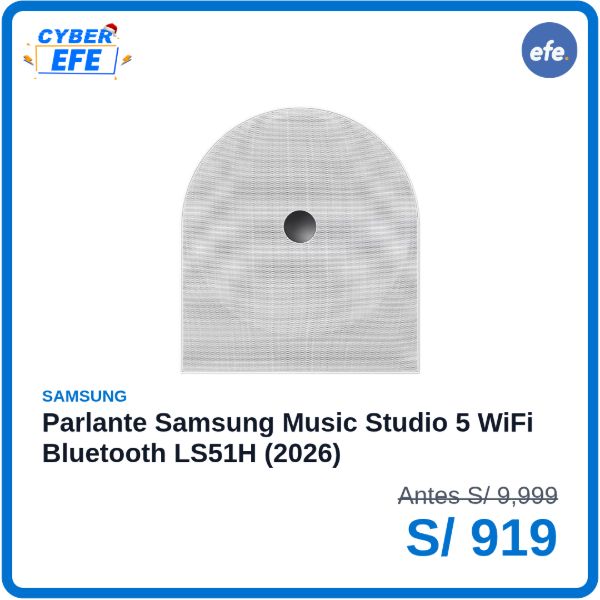 CYBER
EFE
efe.
SAMSUNG
Parlante Samsung Music Studio 5 WiFi
Bluetooth LS51H (2026)
Antes S/ 9,999
S/ 919